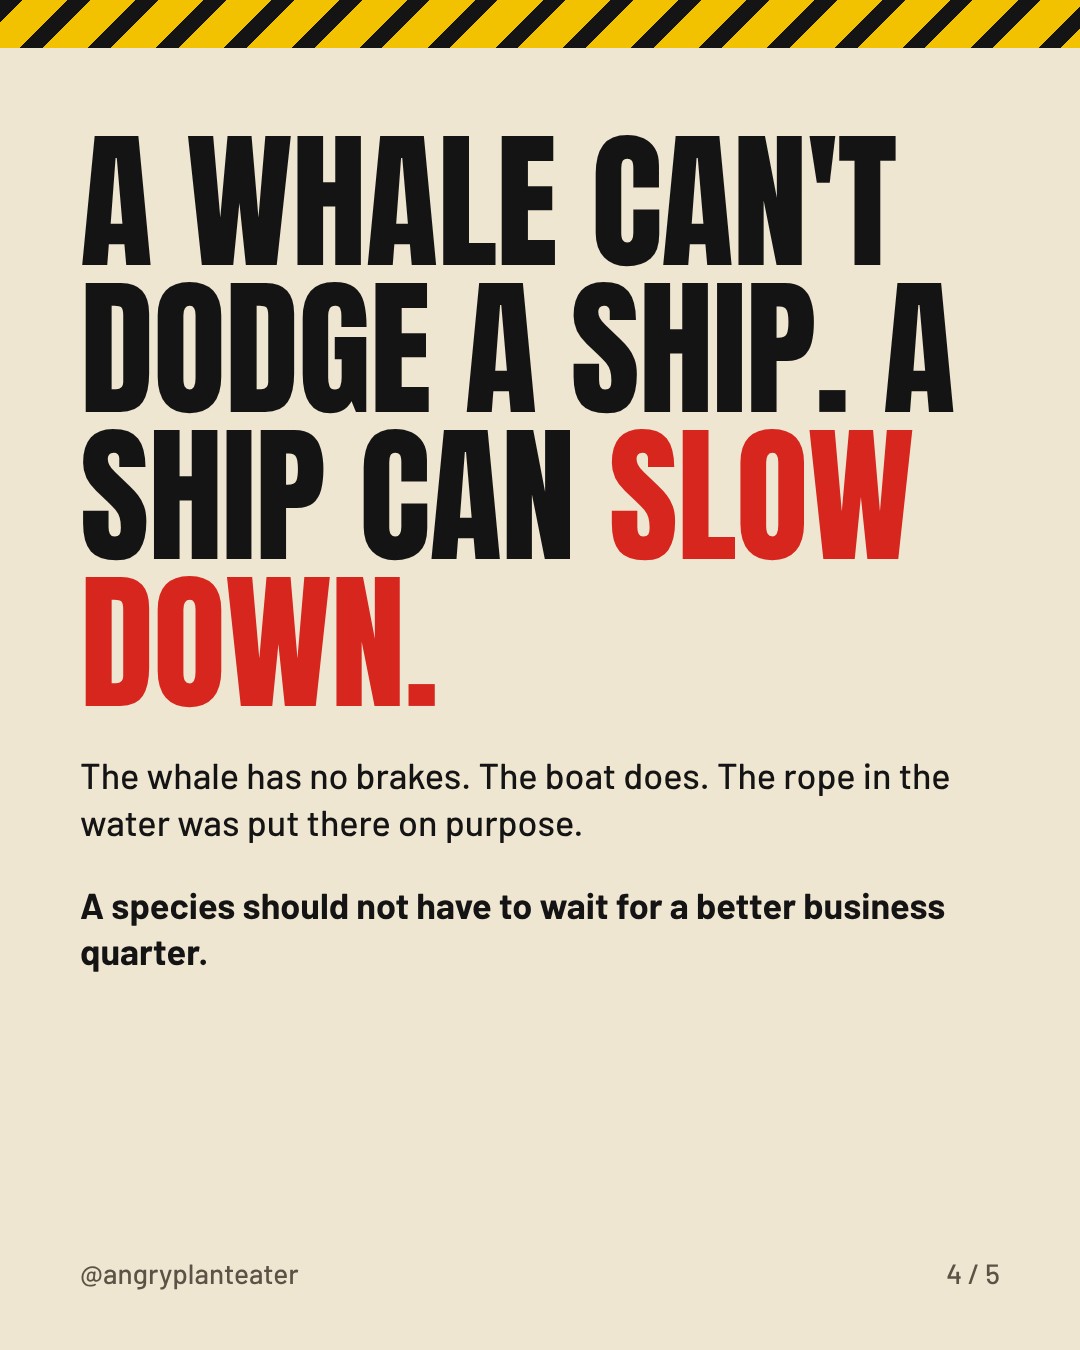 A WHALE CAN'T
DODGE A SHIP. A
SHIP CAN SLOW
DOWN.
The whale has no brakes. The boat does. The rope in the
water was put there on purpose.
A species should not have to wait for a better business
quarter.
@angryplanteater
4 / 5